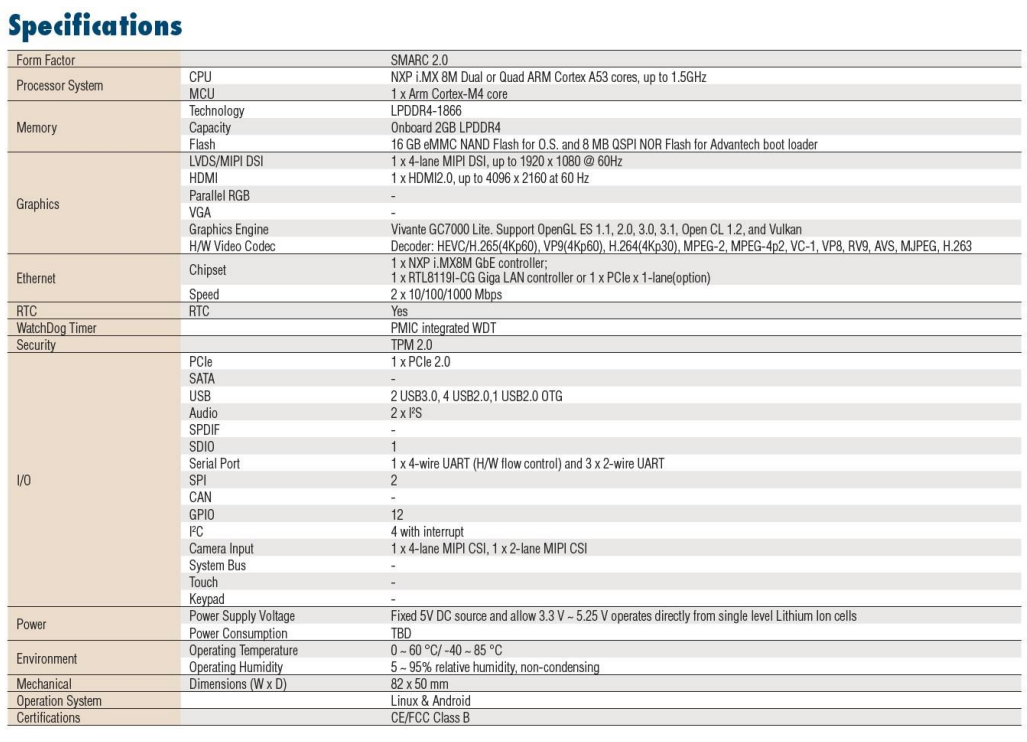 Specifications
Form Factor SMARC 2.0
Processor System CPU NXP i.MX 8M Dual or Quad ARM Cortex A53 cores, up to 1.5GHz
MCU 1 x Arm Cortex-M4 core
Memory Technology LPDDR4-1866
Capacity Onboard 2GB LPDDR4
Flash 16 GB eMMC NAND Flash for O.S. and 8 MB QSPI NOR Flash for Advantech boot loader
Graphics LVDS/MIPI DSI 1 x 4-lane MIPI DSI, up to 1920 x 1080 @ 60Hz
HDMI 1 x HDMI2.0, up to 4096 x 2160 at 60 Hz
Parallel RGB -
VGA -
Graphics Engine Vivante GC7000 Lite. Support OpenGL ES 1.1, 2.0, 3.0, 3.1, Open CL 1.2, and Vulkan
H/W Video Codec Decoder: HEVC/H.265(4Kp60), VP9(4Kp60), H.264(4Kp30), MPEG-2, MPEG-4p2, VC-1, VP8, RV9, AVS, MJPEG, H.263
Ethernet Chipset 1 x NXP i.MX8M GbE controller;
1 x RTL8119I-CG Giga LAN controller or 1 x PCIe x 1-lane(option)
Speed 2 x 10/100/1000 Mbps
RTC RTC Yes
WatchDog Timer PMIC integrated WDT
Security TPM 2.0
I/O PCIe 1 x PCIe 2.0
SATA -
USB 2 USB3.0, 4 USB2.0,1 USB2.0 OTG
Audio 2 x I²S
SPDIF -
SDIO 1
Serial Port 1 x 4-wire UART (H/W flow control) and 3 x 2-wire UART
SPI 2
CAN -
GPIO 12
I²C 4 with interrupt
Camera Input 1 x 4-lane MIPI CSI, 1 x 2-lane MIPI CSI
System Bus -
Touch -
Keypad -
Power Power Supply Voltage Fixed 5V DC source and allow 3.3 V ~ 5.25 V operates directly from single level Lithium Ion cells
Power Consumption TBD
Environment Operating Temperature 0 ~ 60 °C/ -40 ~ 85 °C
Operating Humidity 5 ~ 95% relative humidity, non-condensing
Mechanical Dimensions (W x D) 82 x 50 mm
Operation System Linux & Android
Certifications CE/FCC Class B